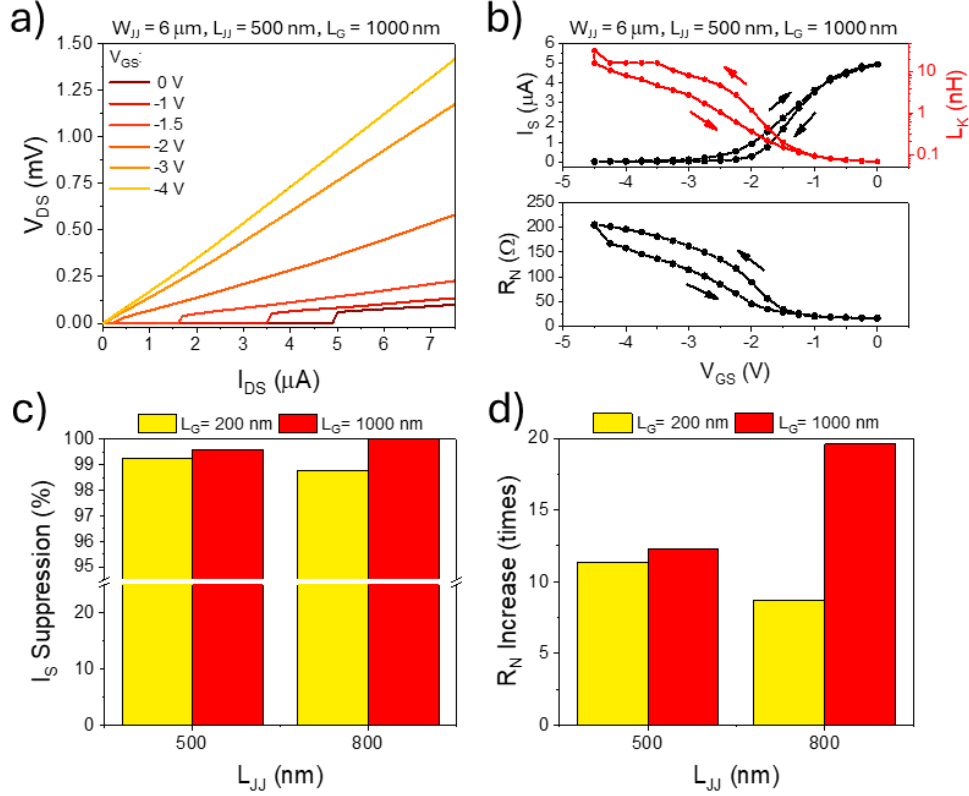 a)
W_JJ = 6 μm, L_JJ = 500 nm, L_G = 1000 nm
1.50
1.25
1.00
0.75
0.50
0.25
0.00
V_DS (mV)
V_GS:
0 V
-1 V
-1.5
-2 V
-3 V
-4 V
0 1 2 3 4 5 6 7
I_DS (μA)
b)
W_JJ = 6 μm, L_JJ = 500 nm, L_G = 1000 nm
6
5
4
3
2
1
0
I_S (μA)
10
1
0.1
L_K (nH)
-5 -4 -3 -2 -1 0
250
200
150
100
50
0
R_N (Ω)
-5 -4 -3 -2 -1 0
V_GS (V)
c)
L_G= 200 nm L_G= 1000 nm
100
99
98
97
96
95
20
10
0
I_S Suppression (%)
500 800
L_JJ (nm)
d)
L_G= 200 nm L_G= 1000 nm
20
15
10
5
0
R_N Increase (times)
500 800
L_JJ (nm)